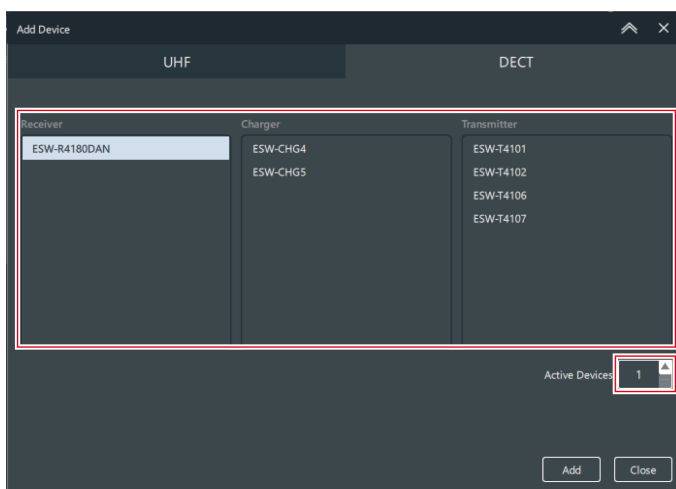 Add Device
UHF
DECT
Receiver
Charger
Transmitter
ESW-R4180DAN
ESW-CHG4
ESW-CHG5
ESW-T4101
ESW-T4102
ESW-T4106
ESW-T4107
Active Devices
1
Add
Close